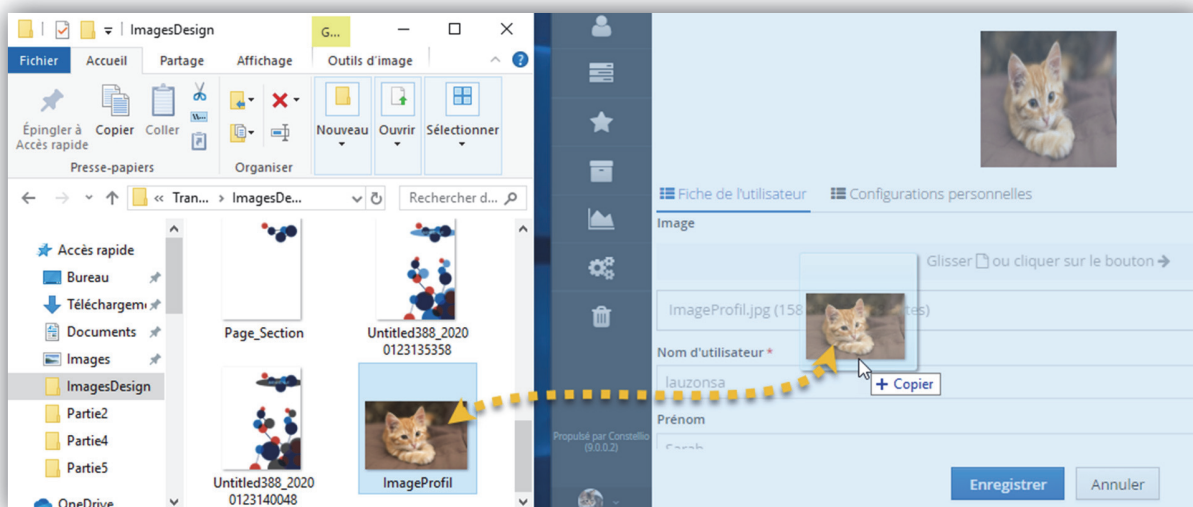 ImagesDesign
G...
Fichier Accueil Partage Affichage Outils d'image
Épingler à
Accès rapide
Copier
Coller
Nouveau
Ouvrir
Sélectionner
Presse-papiers
Organiser
« Tran... > ImagesDe...
Rechercher d...
Accès rapide
Bureau
Téléchargem
Documents
Images
ImagesDesign
Partie2
Partie4
Partie5
OneDrive
Page_Section
Untitled388_2020
0123135358
Untitled388_2020
0123140048
ImageProfil
Propulsé par Constellio
(9.0.0.2)
Fiche de l'utilisateur
Configurations personnelles
Image
Glisser ou cliquer sur le bouton
ImageProfil.jpg (158
Nom d'utilisateur *
lauzonsa
+ Copier
Prénom
Sarah
Enregistrer
Annuler